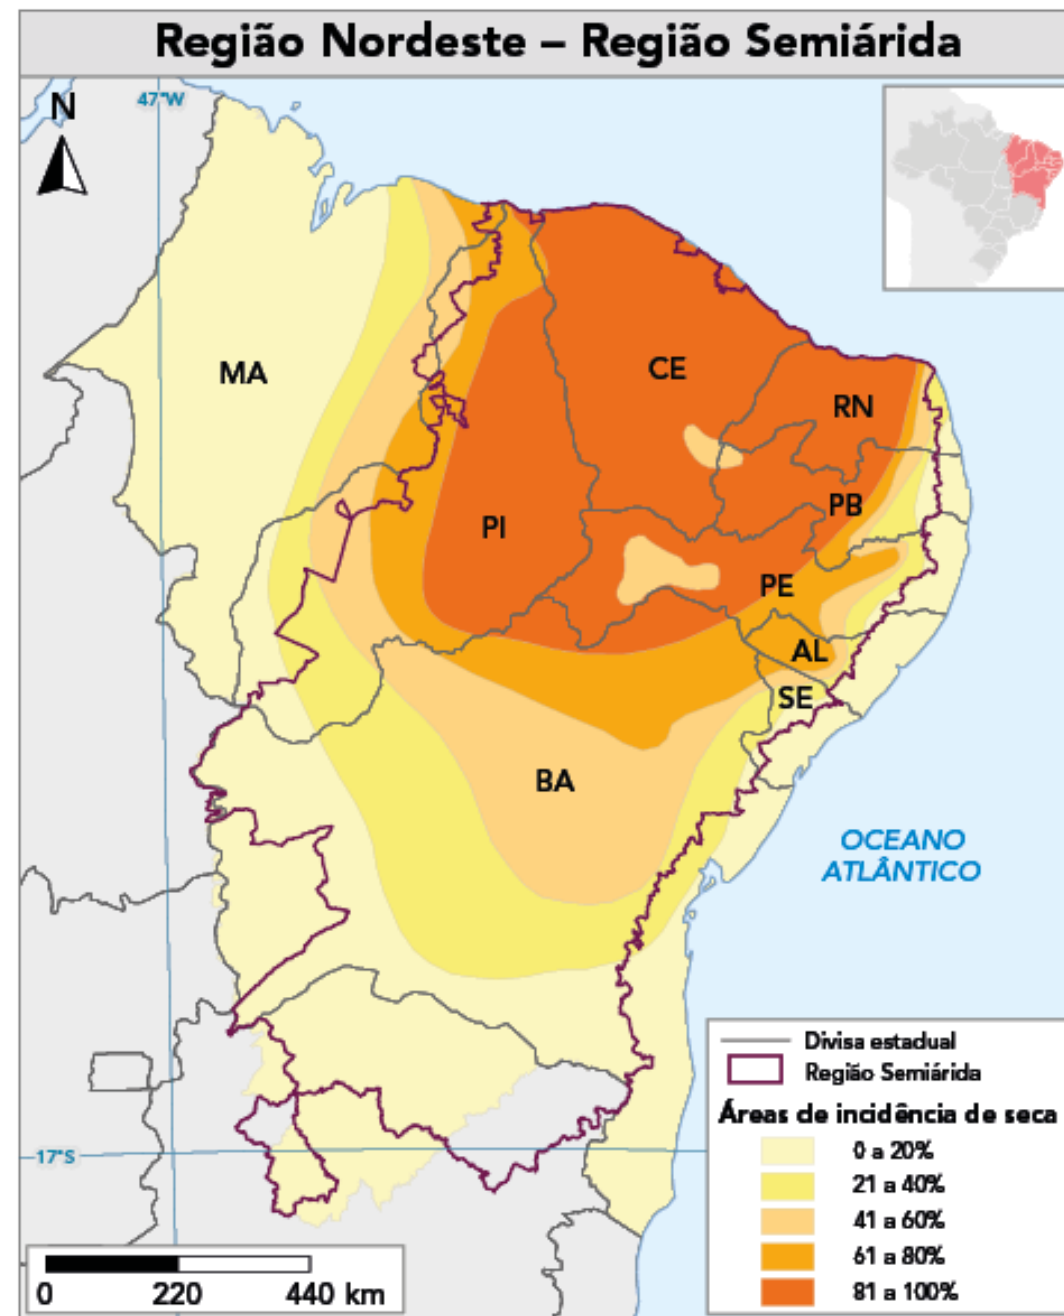 Região Nordeste – Região Semiárida
N
47°W
MA
CE
RN
PI
PB
PE
AL
SE
BA
OCEANO
ATLÂNTICO
17°S
Divisa estadual
Região Semiárida
Áreas de incidência de seca
0 a 20%
21 a 40%
41 a 60%
61 a 80%
81 a 100%
0 220 440 km